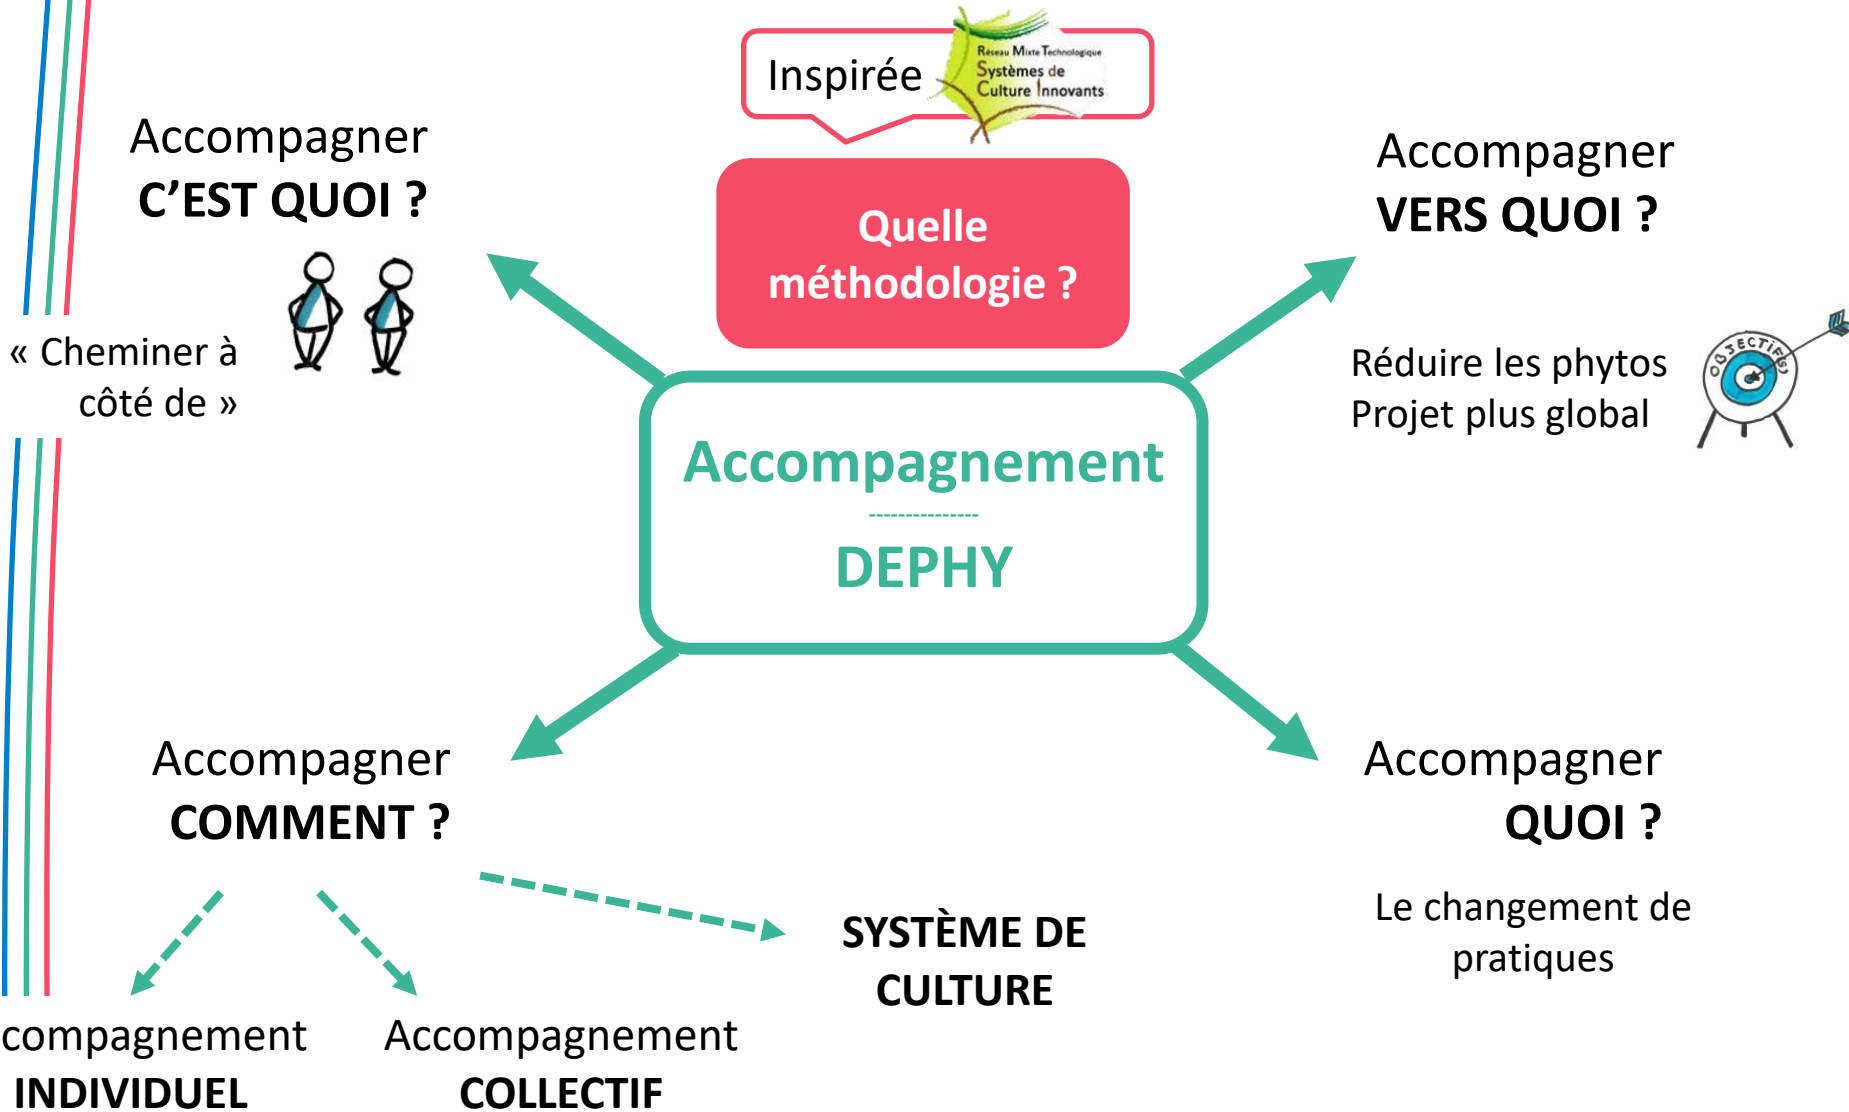 Inspirée
Réseau Mixte Technologique
Systèmes de
Culture Innovants
Accompagner
C'EST QUOI ?
« Cheminer à
côté de »
Quelle
méthodologie ?
Accompagner
VERS QUOI ?
Réduire les phytos
Projet plus global
OBJECTIFS
Accompagnement
---------------
DEPHY
Accompagner
COMMENT ?
Accompagner
QUOI ?
Le changement de
pratiques
SYSTÈME DE
CULTURE
compagnement
INDIVIDUEL
Accompagnement
COLLECTIF